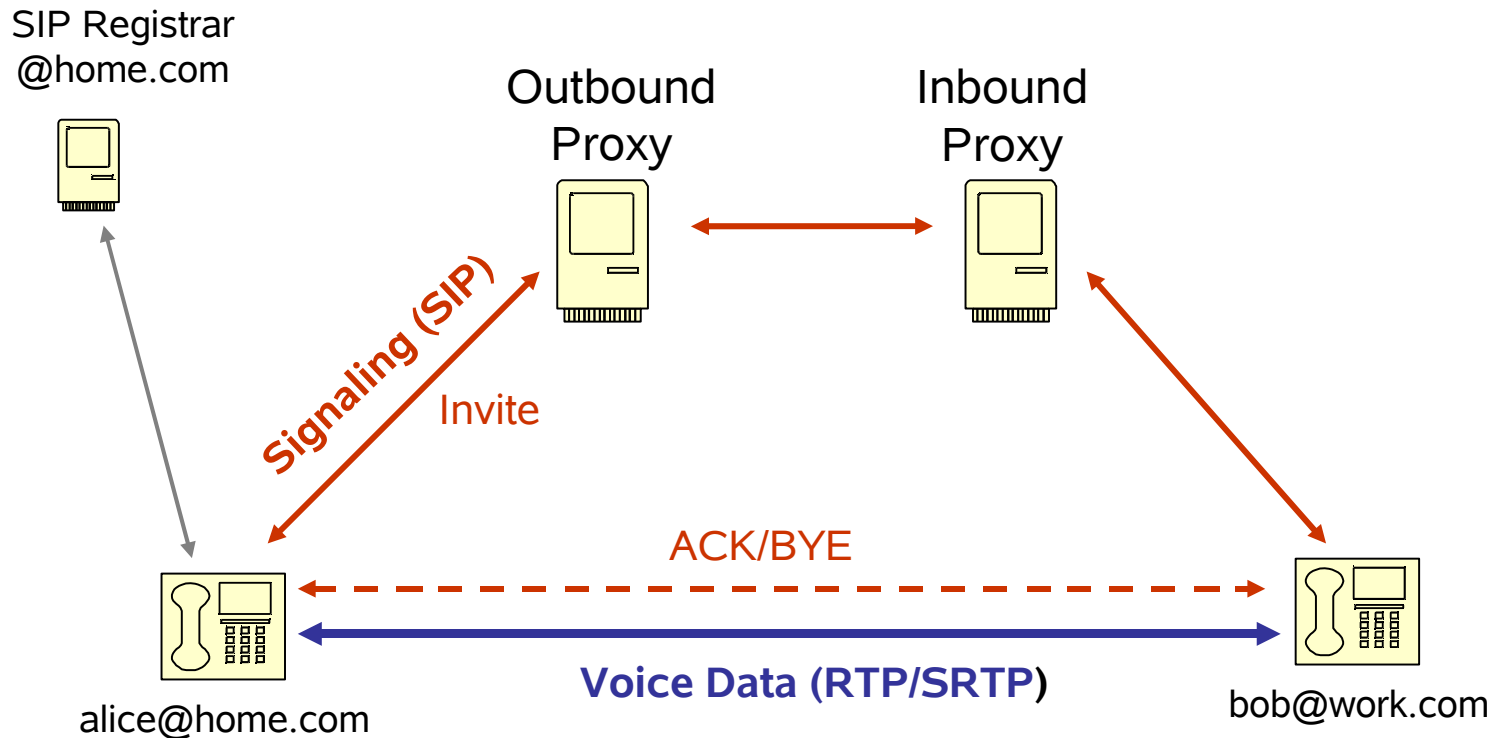 SIP Registrar
@home.com
Outbound
Proxy
Inbound
Proxy
Signaling (SIP)
Invite
ACK/BYE
Voice Data (RTP/SRTP)
alice@home.com
bob@work.com